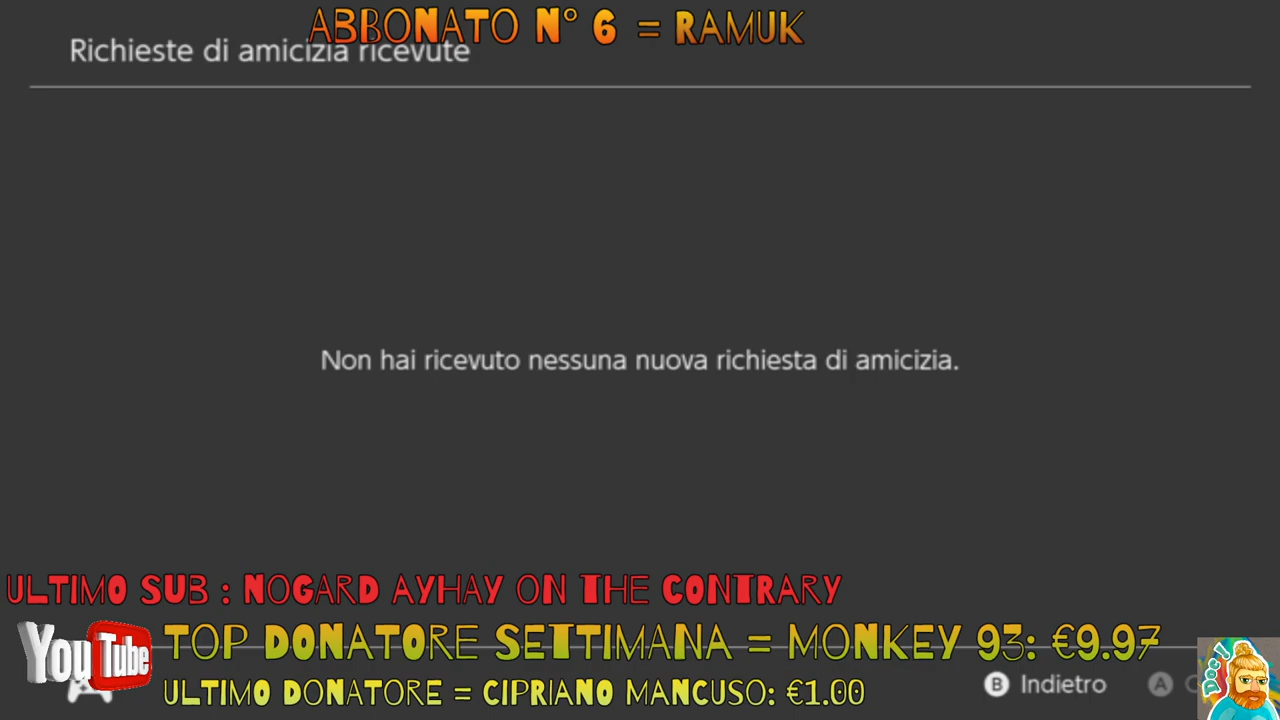 ABBONATO N° 6 = RAMUK
Richieste di amicizia ricevute
Non hai ricevuto nessuna nuova richiesta di amicizia.
ULTIMO SUB : NOGARD AYHAY ON THE CONTRARY
YouTube
TOP DONATORE SETTIMANA = MONKEY 93: €9.97
ULTIMO DONATORE = CIPRIANO MANCUSO: €1.00
B Indietro
A
Doc J